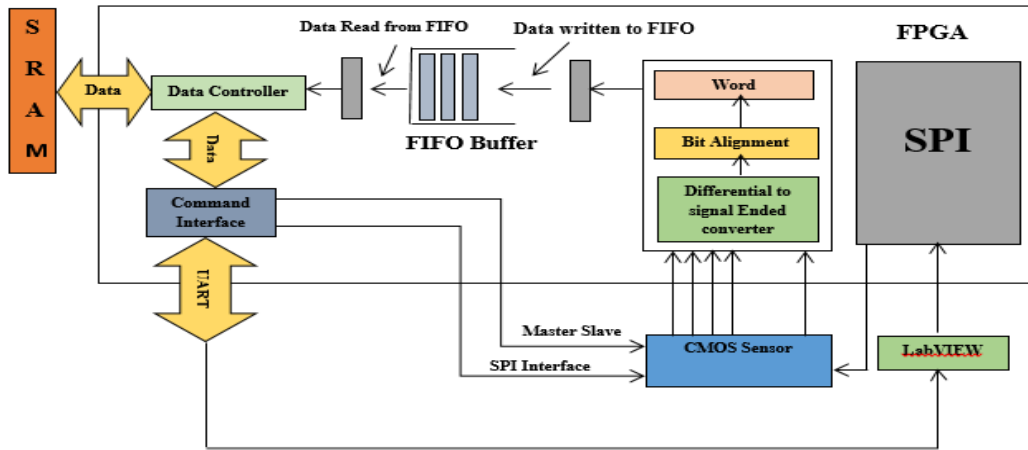 S
R
A
M
Data
Data Controller
Data Read from FIFO
Data written to FIFO
FIFO Buffer
FPGA
Word
Bit Alignment
Differential to
signal Ended
converter
SPI
Data
Command
Interface
UART
Master Slave
SPI Interface
CMOS Sensor
LabVIEW